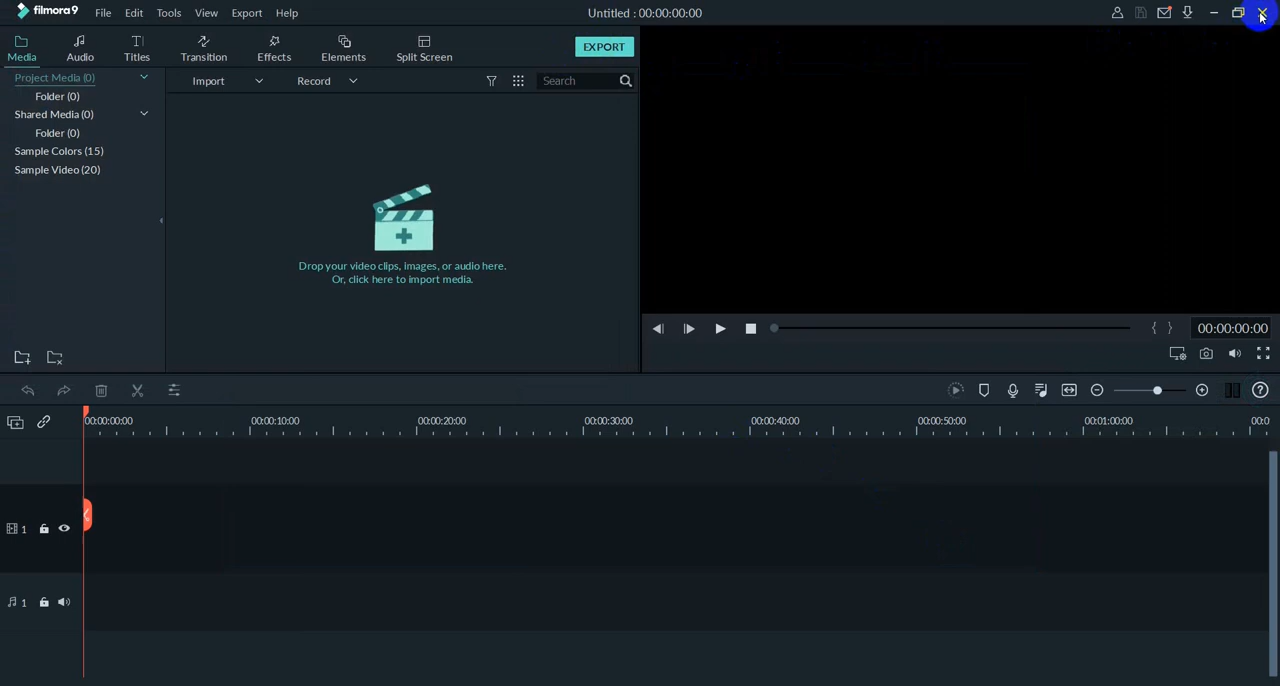 filmora9 File Edit Tools View Export Help Untitled : 00:00:00:00
Media Audio Titles Transition Effects Elements Split Screen EXPORT
Project Media (0)
Folder (0)
Shared Media (0)
Folder (0)
Sample Colors (15)
Sample Video (20)
Import Record Search
Drop your video clips, images, or audio here.
Or, click here to import media.
{ } 00:00:00:00
00:00:00:00 00:00:10:00 00:00:20:00 00:00:30:00 00:00:40:00 00:00:50:00 00:01:00:00 00:0
1
1